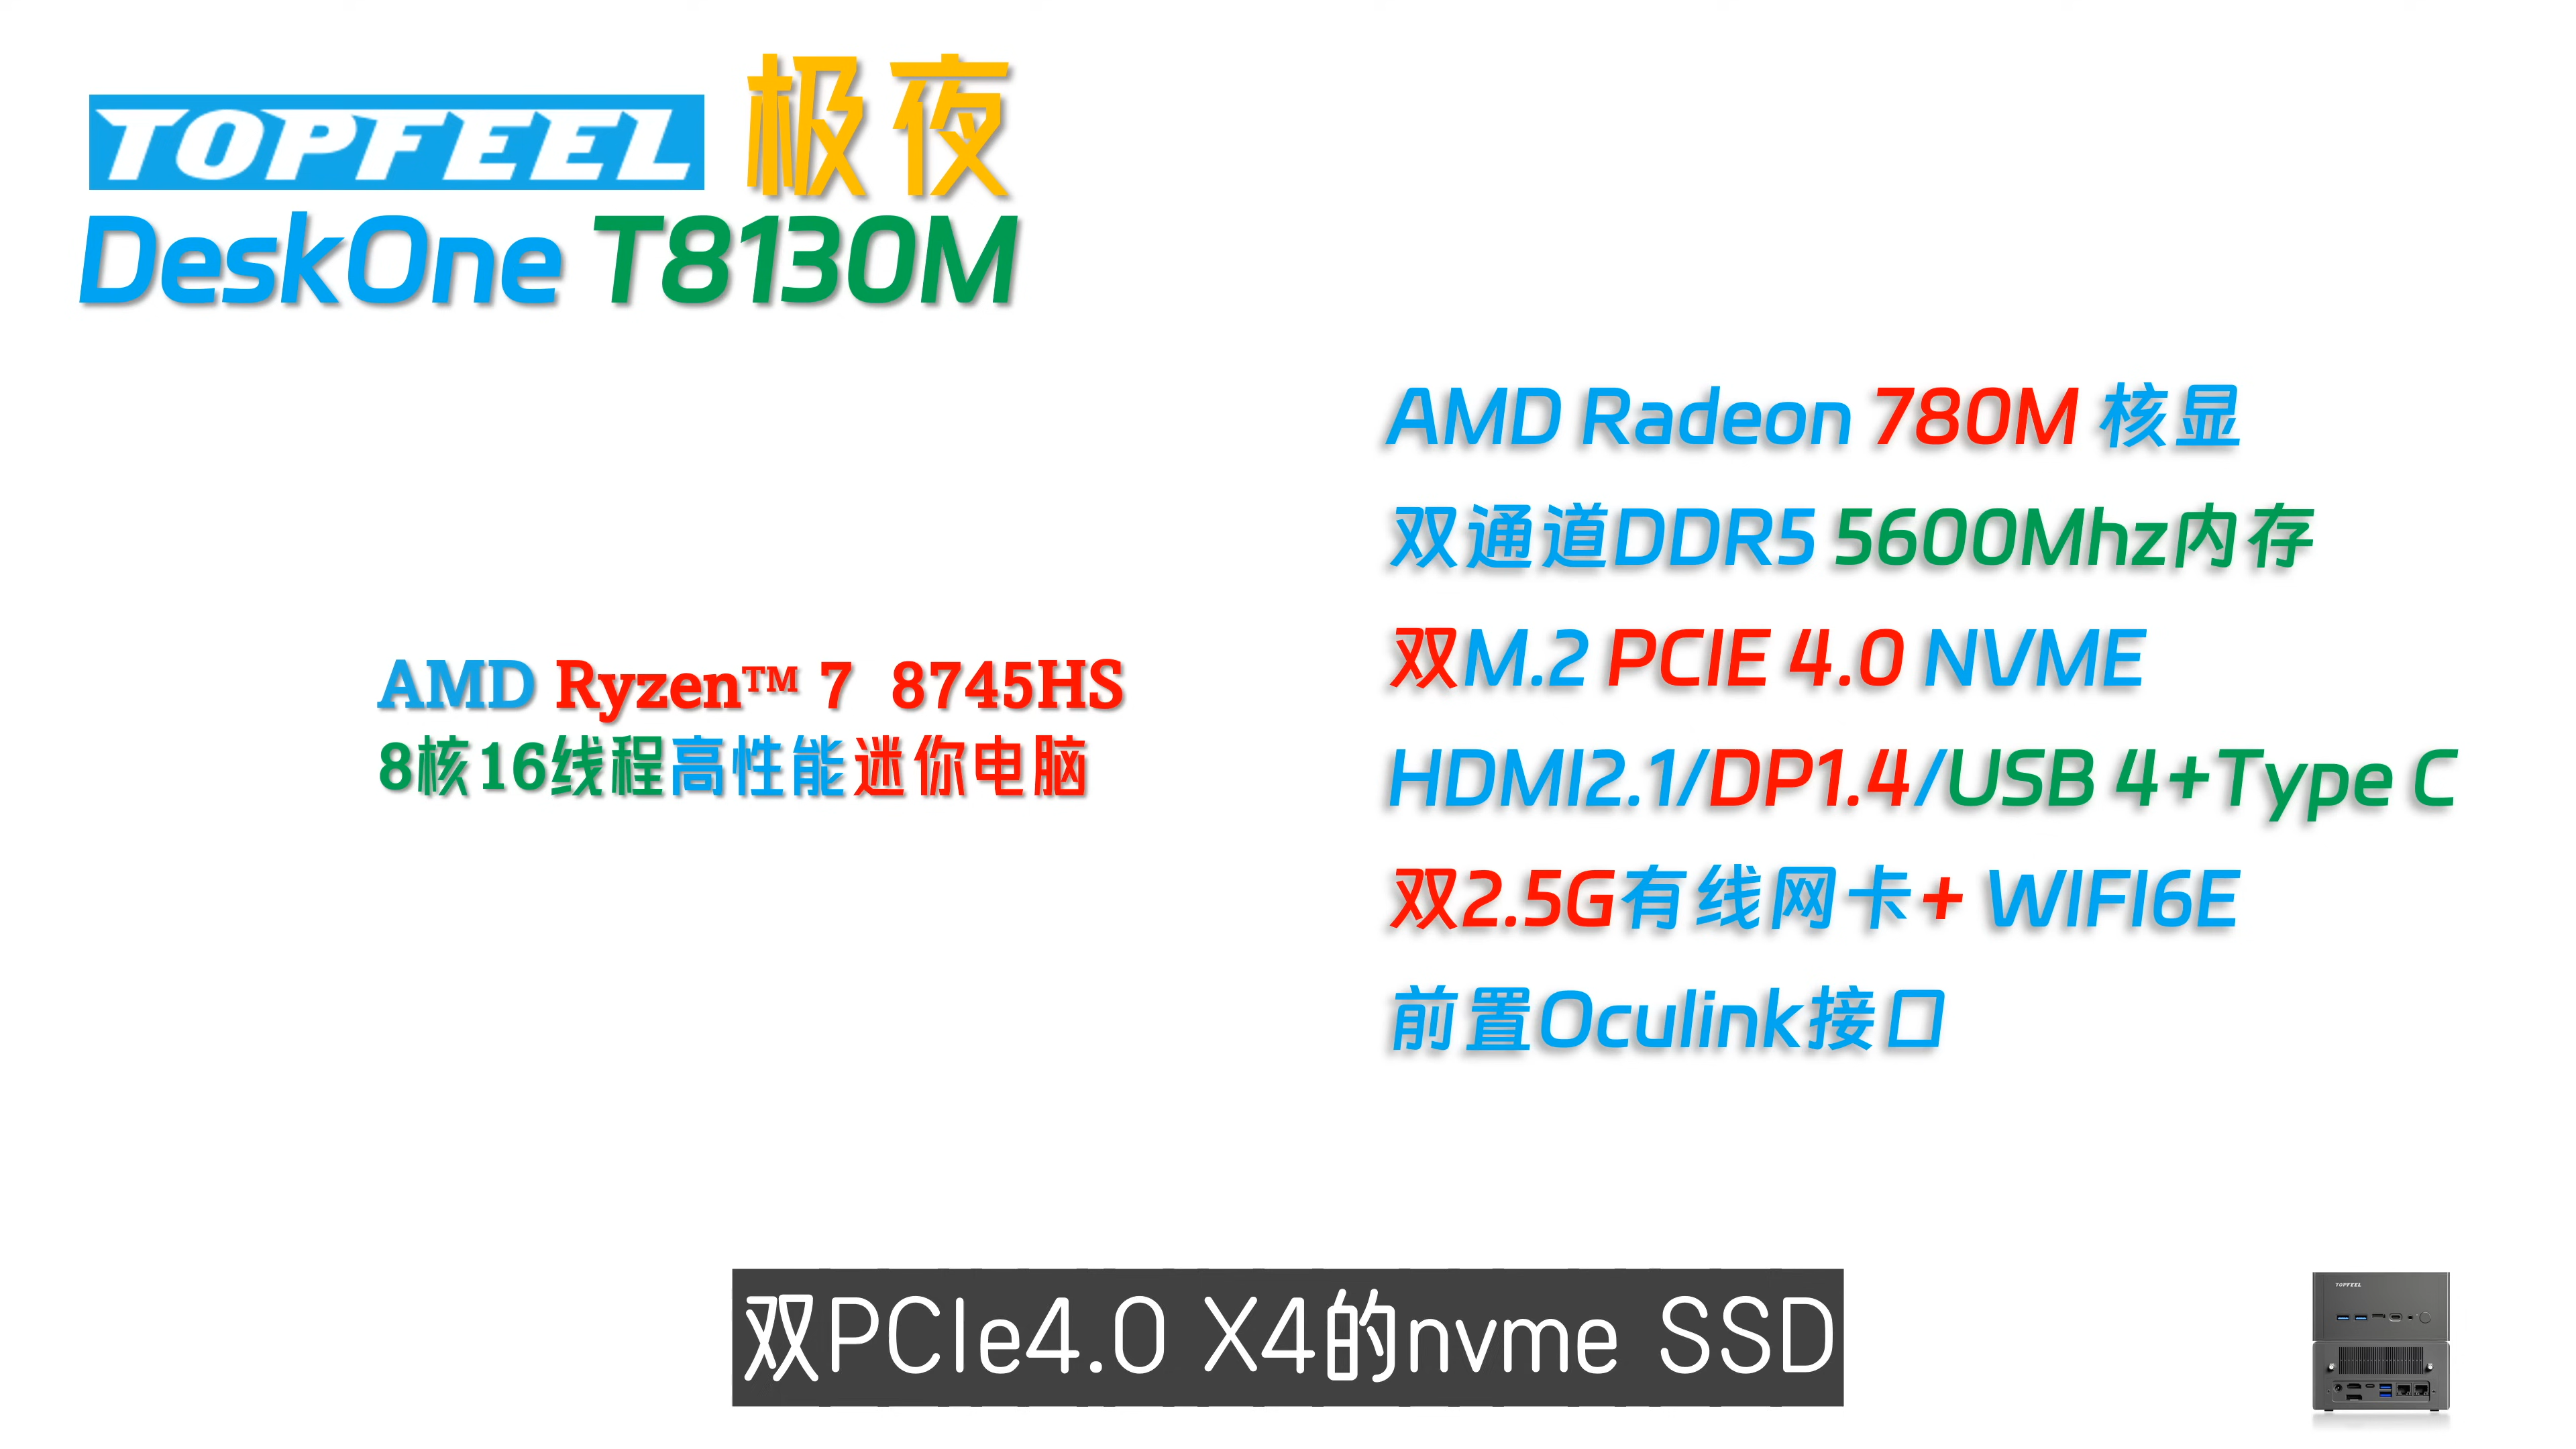 TOPFEEL 极夜
DeskOne T8130M
AMD Ryzen™ 7 8745HS
8核16线程高性能迷你电脑
AMD Radeon 780M 核显
双通道DDR5 5600Mhz内存
双M.2 PCIE 4.0 NVME
HDMI2.1/DP1.4/USB 4+Type C
双2.5G有线网卡+ WIFI6E
前置Oculink接口
双PCIe4.0 X4的nvme SSD
TOPFEEL